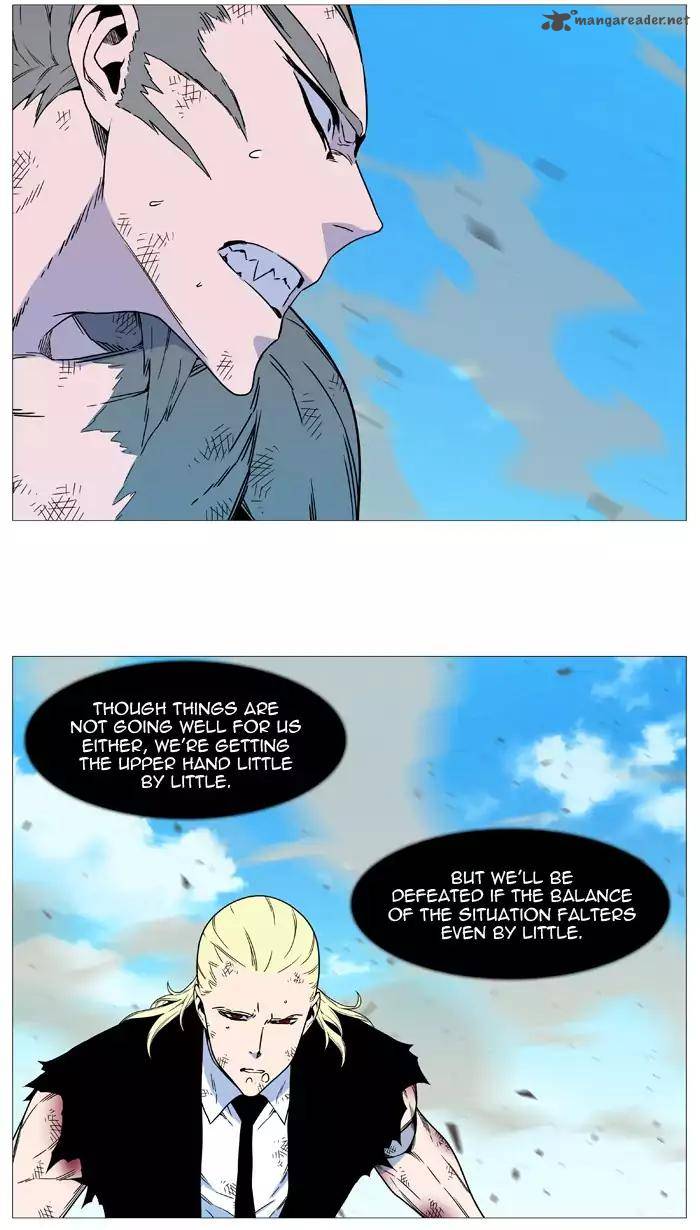 mangareader.net
THOUGH THINGS ARE
NOT GOING WELL FOR US
EITHER, WE'RE GETTING
THE UPPER HAND LITTLE
BY LITTLE.
BUT WE'LL BE
DEFEATED IF THE BALANCE
OF THE SITUATION FALTERS
EVEN BY LITTLE.